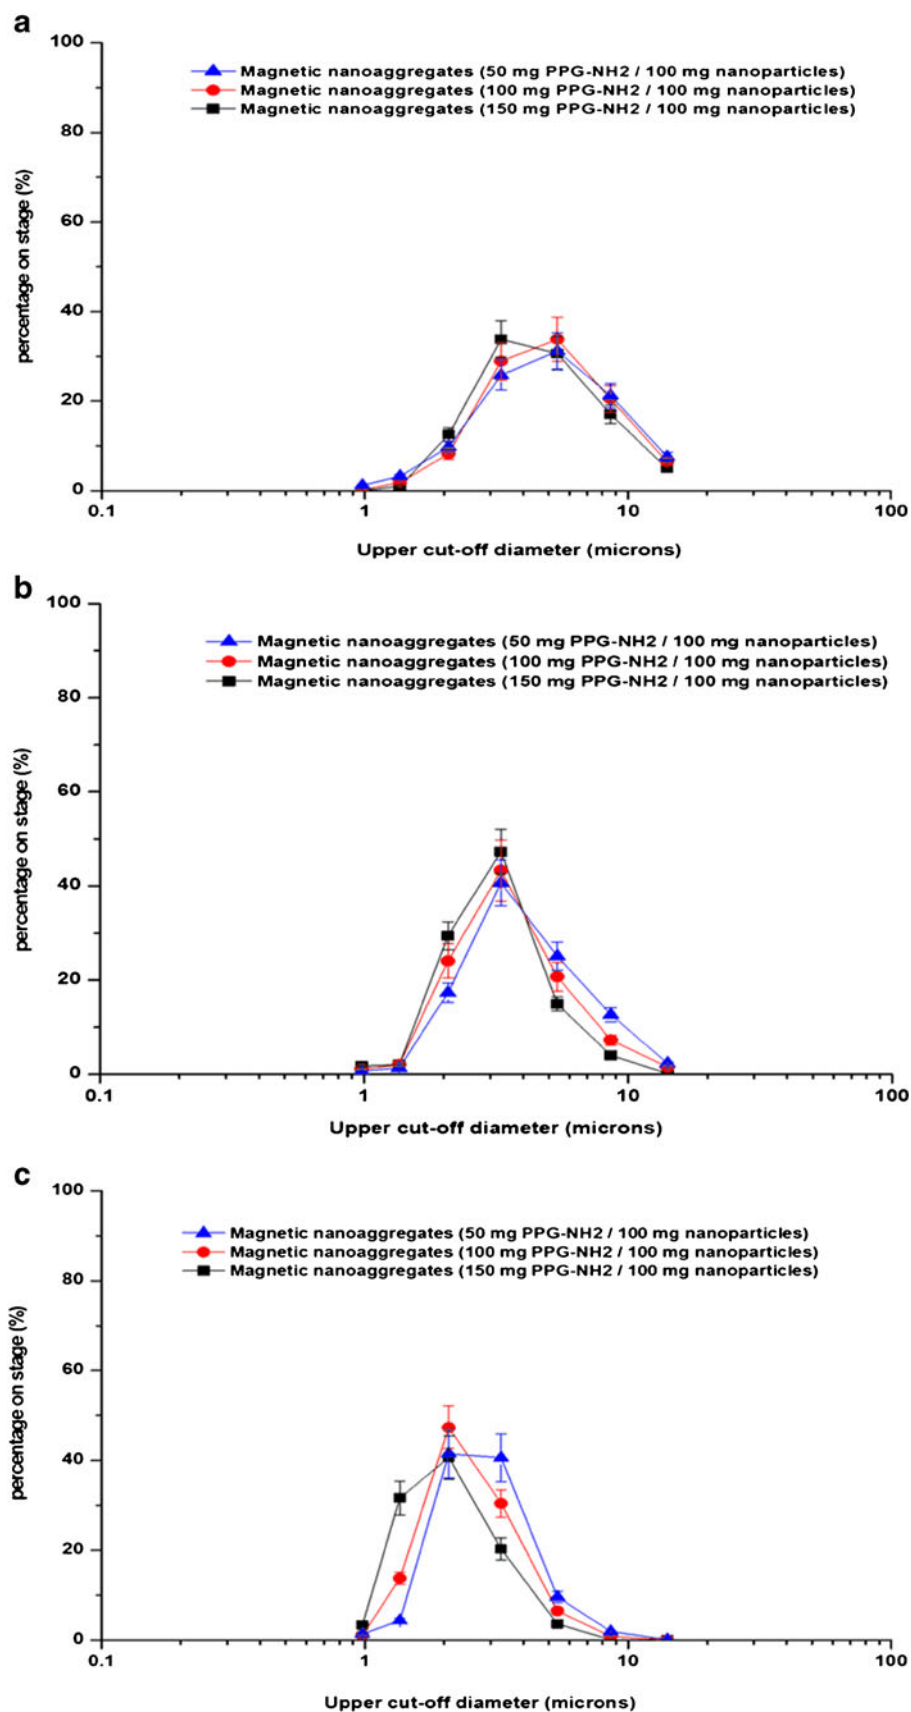 a
100
80
60
40
20
0
percentage on stage (%)
Magnetic nanoaggregates (50 mg PPG-NH2 / 100 mg nanoparticles)
Magnetic nanoaggregates (100 mg PPG-NH2 / 100 mg nanoparticles)
Magnetic nanoaggregates (150 mg PPG-NH2 / 100 mg nanoparticles)
0.1 1 10 100
Upper cut-off diameter (microns)
b
100
80
60
40
20
0
percentage on stage (%)
Magnetic nanoaggregates (50 mg PPG-NH2 / 100 mg nanoparticles)
Magnetic nanoaggregates (100 mg PPG-NH2 / 100 mg nanoparticles)
Magnetic nanoaggregates (150 mg PPG-NH2 / 100 mg nanoparticles)
0.1 1 10 100
Upper cut-off diameter (microns)
c
100
80
60
40
20
0
percentage on stage (%)
Magnetic nanoaggregates (50 mg PPG-NH2 / 100 mg nanoparticles)
Magnetic nanoaggregates (100 mg PPG-NH2 / 100 mg nanoparticles)
Magnetic nanoaggregates (150 mg PPG-NH2 / 100 mg nanoparticles)
0.1 1 10 100
Upper cut-off diameter (microns)